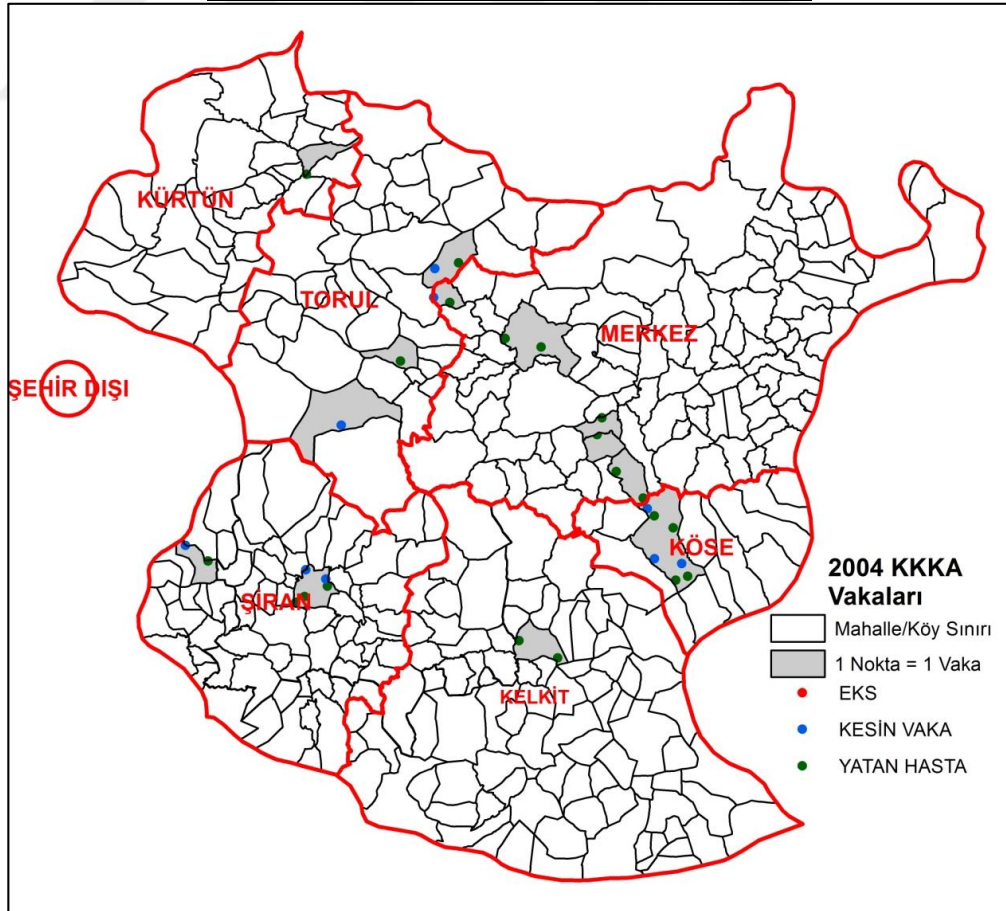 KÜRTÜN
TORUL
MERKEZ
ŞEHİR DIŞI
KÖSE
ŞİRAN
KELKİT
2004 KKKA
Vakaları
Mahalle/Köy Sınırı
1 Nokta = 1 Vaka
EKS
KESİN VAKA
YATAN HASTA